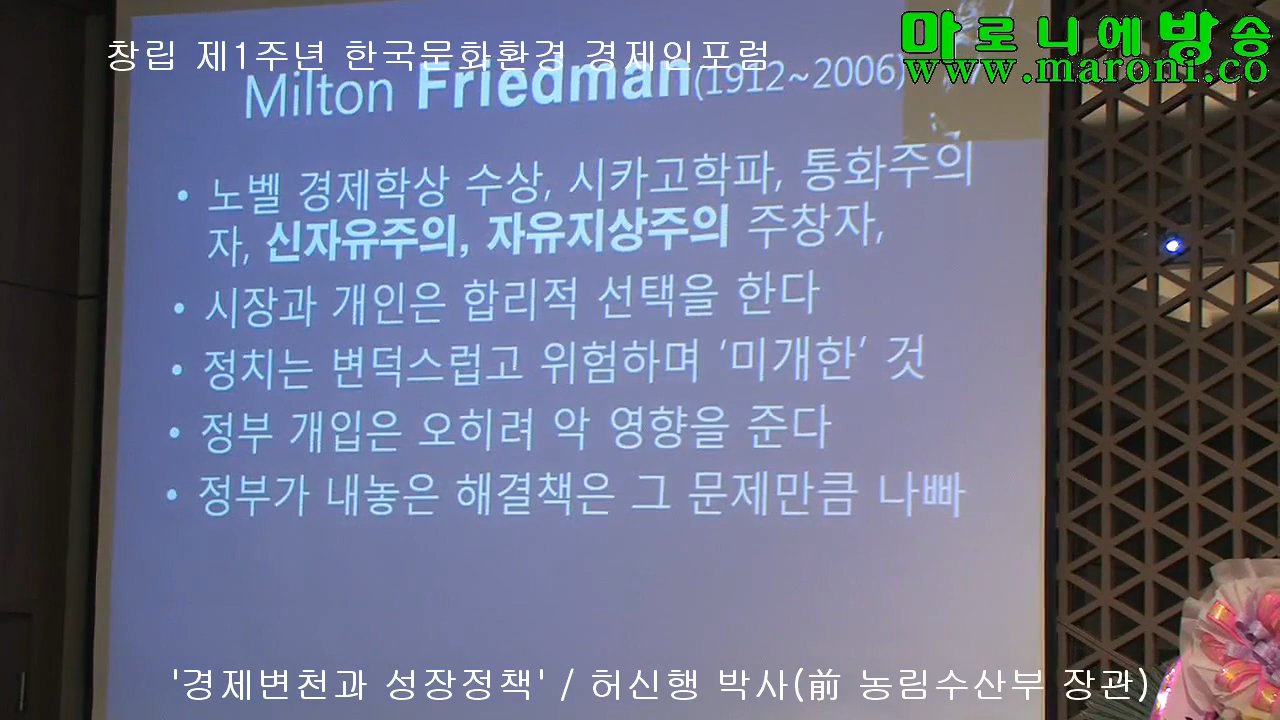 창립 제1주년 한국문화환경 경제인포럼
마로니에방송
www.maroni.co
Milton Friedman(1912~2006)
• 노벨 경제학상 수상, 시카고학파, 통화주의
자, 신자유주의, 자유지상주의 주창자,
• 시장과 개인은 합리적 선택을 한다
• 정치는 변덕스럽고 위험하며 ‘미개한’ 것
• 정부 개입은 오히려 악 영향을 준다
• 정부가 내놓은 해결책은 그 문제만큼 나빠
'경제변천과 성장정책' / 허신행 박사(前 농림수산부 장관)